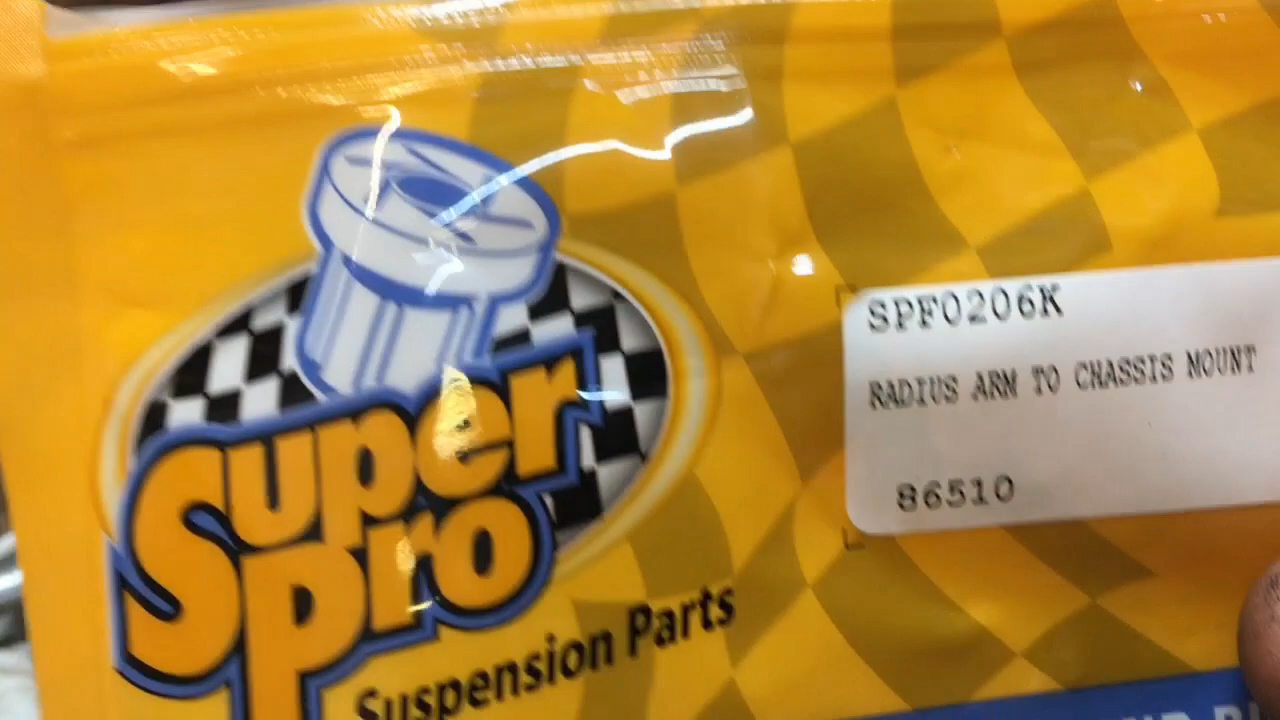 Super
Pro
Suspension Parts
SPF0206K
RADIUS ARM TO CHASSIS MOUNT
86510